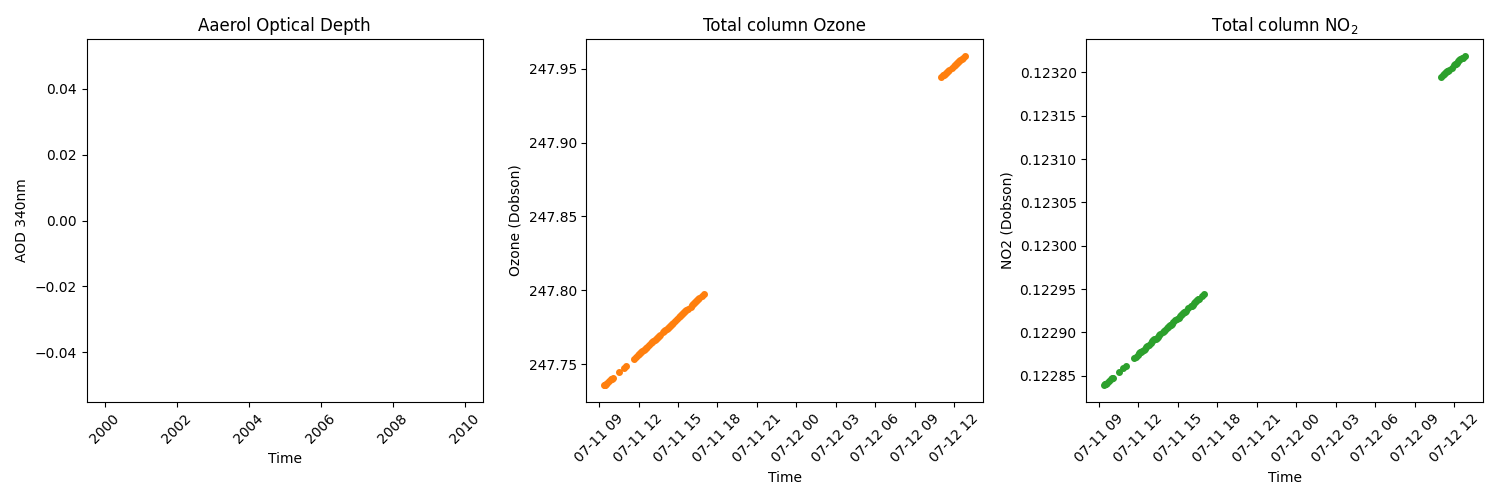 Aaerol Optical Depth
AOD 340nm
0.04
0.02
0.00
−0.02
−0.04
2000 2002 2004 2006 2008 2010
Time
Total column Ozone
Ozone (Dobson)
247.95
247.90
247.85
247.80
247.75
07-11 09 07-11 12 07-11 15 07-11 18 07-11 21 07-12 00 07-12 03 07-12 06 07-12 09 07-12 12
Time
Total column NO₂
NO2 (Dobson)
0.12320
0.12315
0.12310
0.12305
0.12300
0.12295
0.12290
0.12285
07-11 09 07-11 12 07-11 15 07-11 18 07-11 21 07-12 00 07-12 03 07-12 06 07-12 09 07-12 12
Time